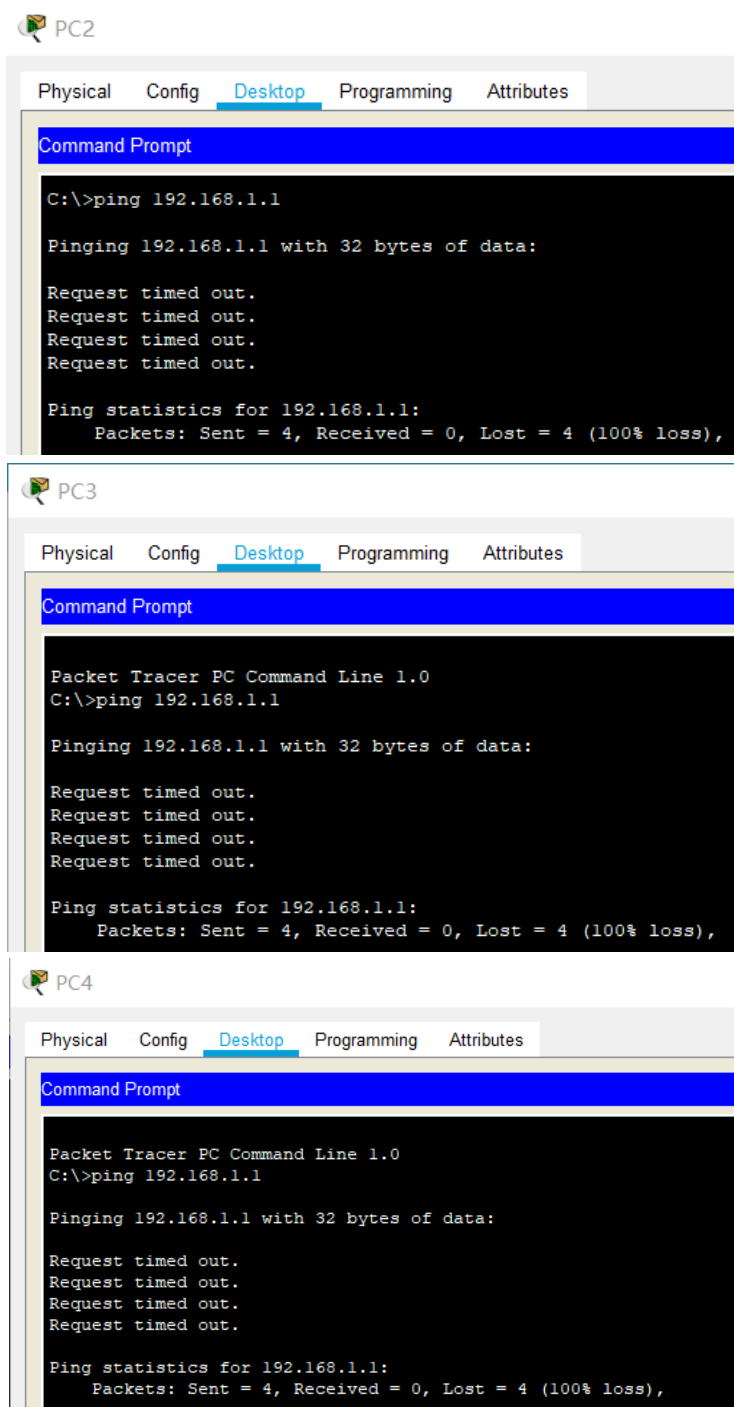 PC2
Physical Config Desktop Programming Attributes
Command Prompt
C:\>ping 192.168.1.1
Pinging 192.168.1.1 with 32 bytes of data:
Request timed out.
Request timed out.
Request timed out.
Request timed out.
Ping statistics for 192.168.1.1:
Packets: Sent = 4, Received = 0, Lost = 4 (100% loss),
PC3
Physical Config Desktop Programming Attributes
Command Prompt
Packet Tracer PC Command Line 1.0
C:\>ping 192.168.1.1
Pinging 192.168.1.1 with 32 bytes of data:
Request timed out.
Request timed out.
Request timed out.
Request timed out.
Ping statistics for 192.168.1.1:
Packets: Sent = 4, Received = 0, Lost = 4 (100% loss),
PC4
Physical Config Desktop Programming Attributes
Command Prompt
Packet Tracer PC Command Line 1.0
C:\>ping 192.168.1.1
Pinging 192.168.1.1 with 32 bytes of data:
Request timed out.
Request timed out.
Request timed out.
Request timed out.
Ping statistics for 192.168.1.1:
Packets: Sent = 4, Received = 0, Lost = 4 (100% loss),